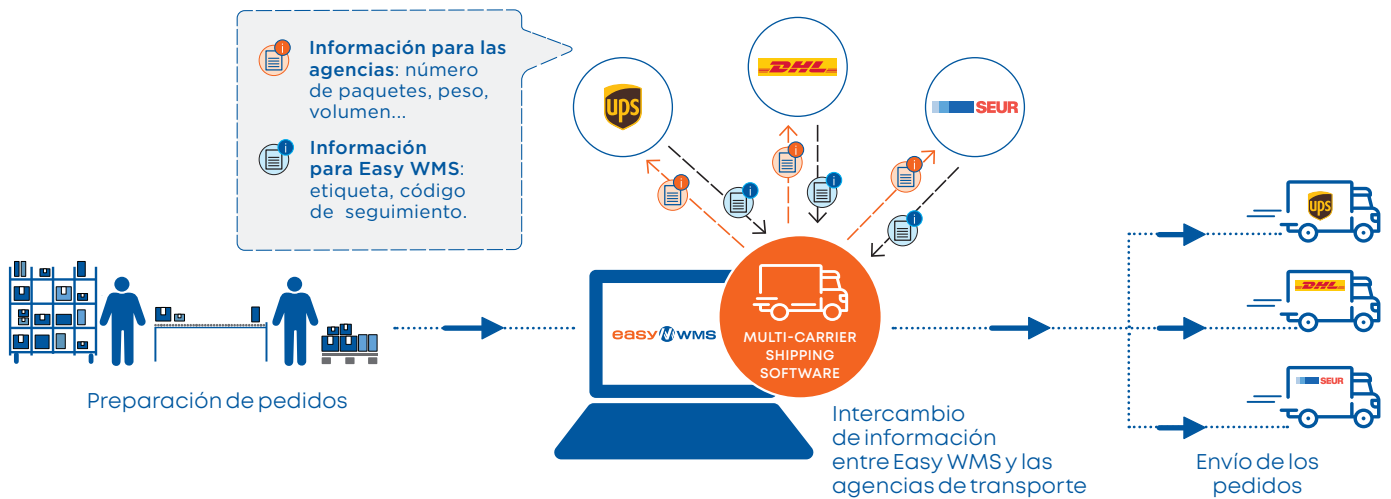 Información para las
agencias: número
de paquetes, peso,
volumen...
Información
para Easy WMS:
etiqueta, código
de seguimiento.
ups
DHL
SEUR
easy WMS
MULTI-CARRIER
SHIPPING
SOFTWARE
Preparación de pedidos
Intercambio
de información
entre Easy WMS y las
agencias de transporte
ups
DHL
SEUR
Envío de los
pedidos